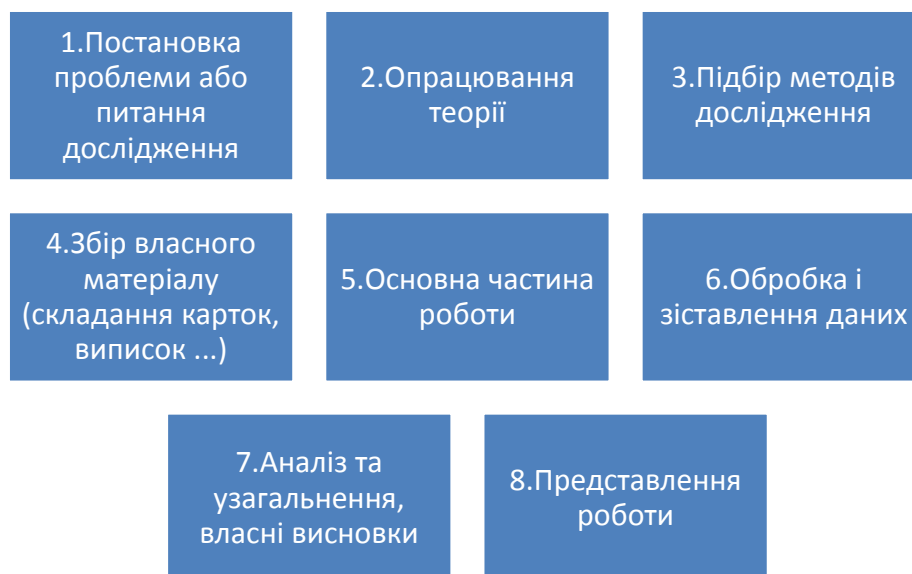 1.Постановка
проблеми або
питання
дослідження
2.Опрацювання
теорії
3.Підбір методів
дослідження
4.Збір власного
матеріалу
(складання карток,
виписок ...)
5.Основна частина
роботи
6.Обробка і
зіставлення даних
7.Аналіз та
узагальнення,
власні висновки
8.Представлення
роботи